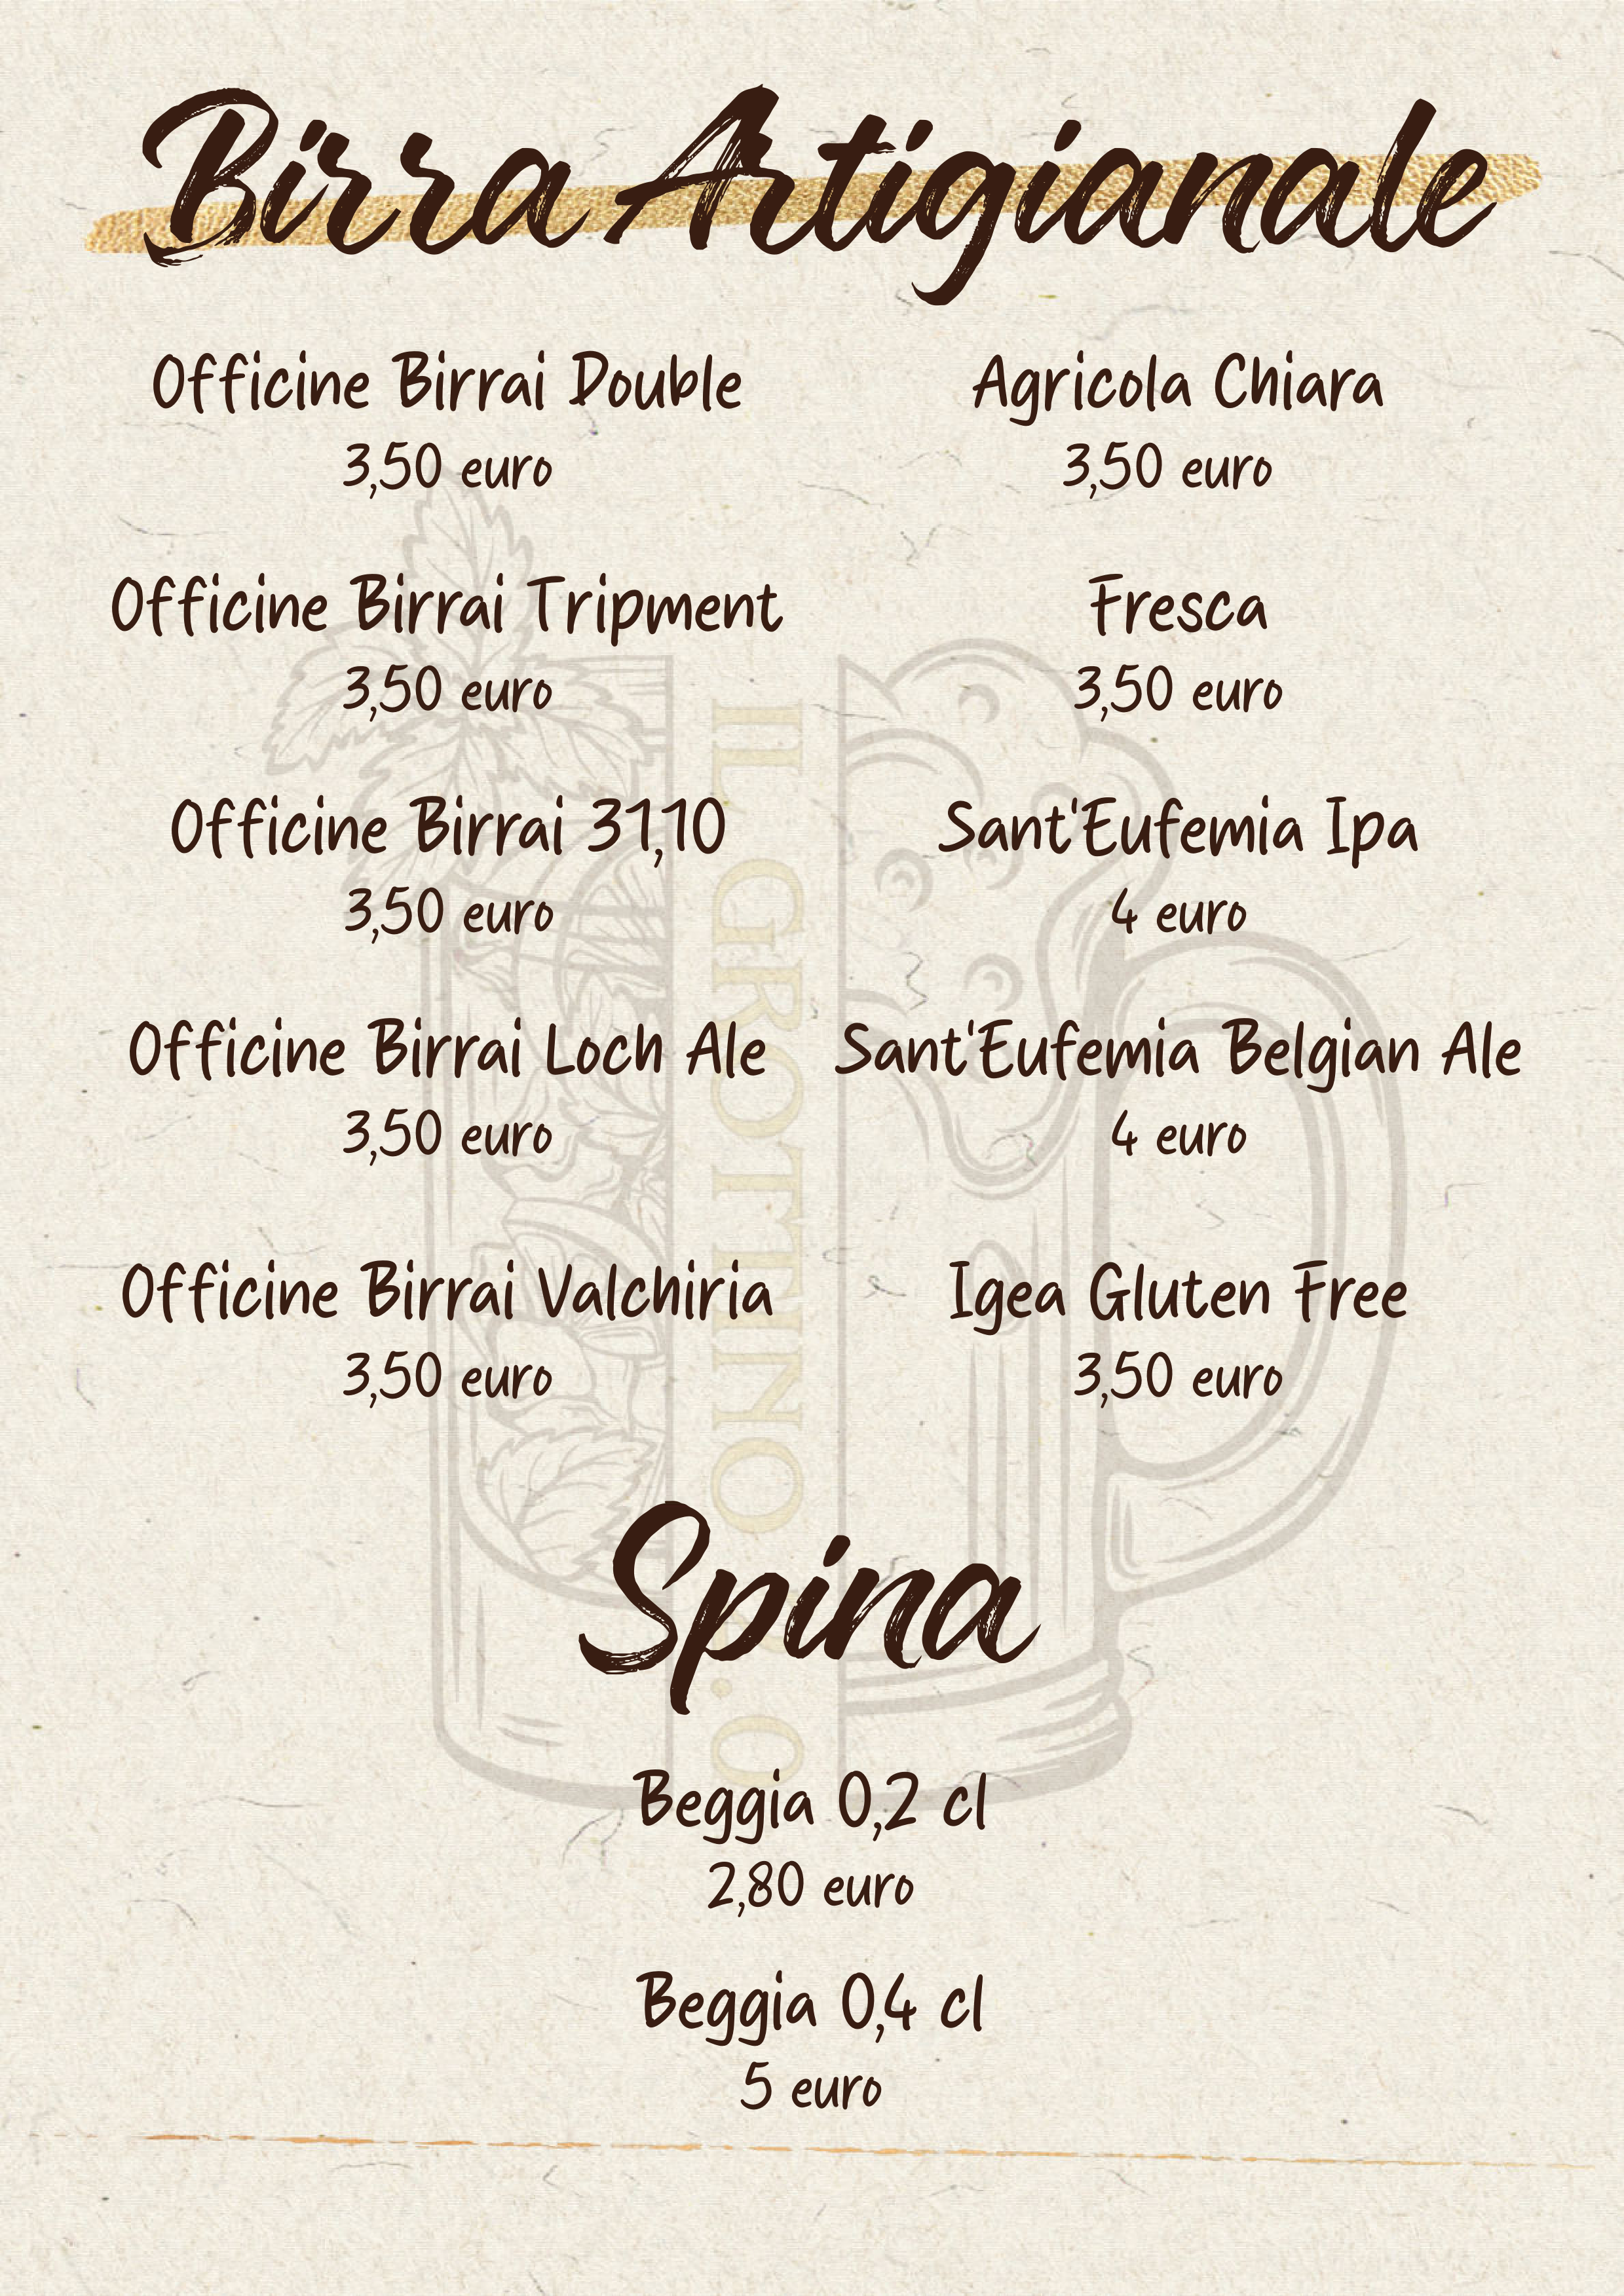 Birra Artigianale
Officine Birrai Double
3,50 euro
Officine Birrai Tripment
3,50 euro
Officine Birrai 31,10
3,50 euro
Officine Birrai Loch Ale
3,50 euro
Officine Birrai Valchiria
3,50 euro
Agricola Chiara
3,50 euro
Fresca
3,50 euro
Sant'Eufemia Ipa
4 euro
Sant'Eufemia Belgian Ale
4 euro
Igea Gluten Free
3,50 euro
IL GROTTINO
.0
Spina
Beggia 0,2 cl
2,80 euro
Beggia 0,4 cl
5 euro